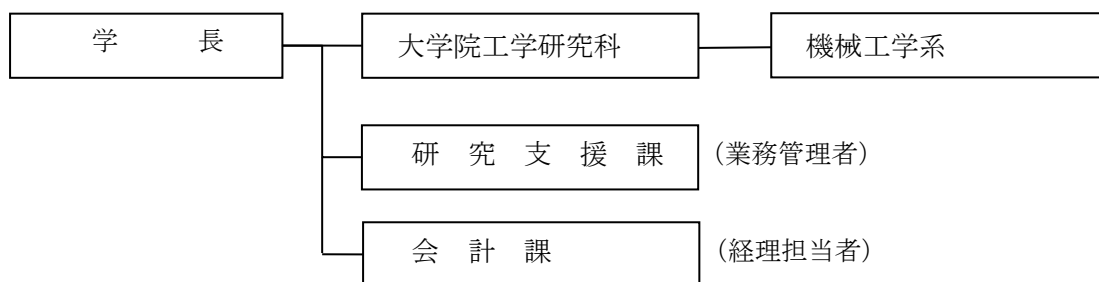 学　　　長　大学院工学研究科　機械工学系
研　究　支　援　課　（業務管理者）
会　計　課　（経理担当者）